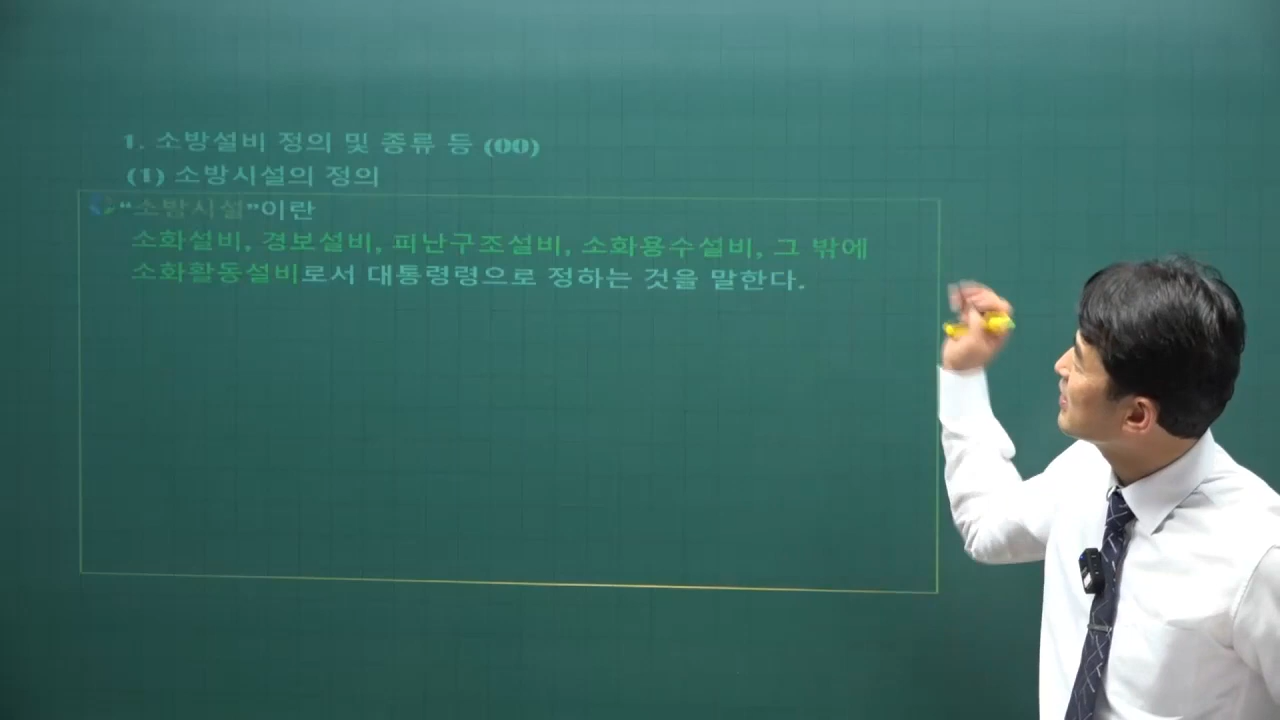 1. 소방설비 정의 및 종류 등 (00)
(1) 소방시설의 정의
“소방시설”이란
소화설비, 경보설비, 피난구조설비, 소화용수설비, 그 밖에
소화활동설비로서 대통령령으로 정하는 것을 말한다.